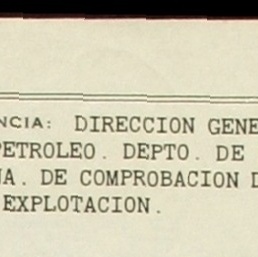 NCIA: DIRECCION GENE
PETROLEO. DEPTO. DE
NA. DE COMPROBACION D
EXPLOTACION.